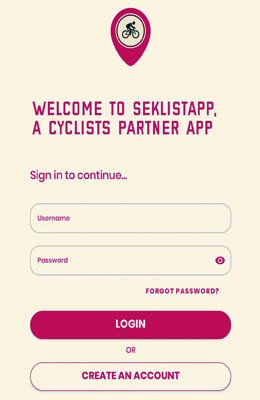 WELCOME TO SEKLISTAPP,
A CYCLISTS PARTNER APP
Sign in to continue...
Username
Password
FORGOT PASSWORD?
LOGIN
OR
CREATE AN ACCOUNT